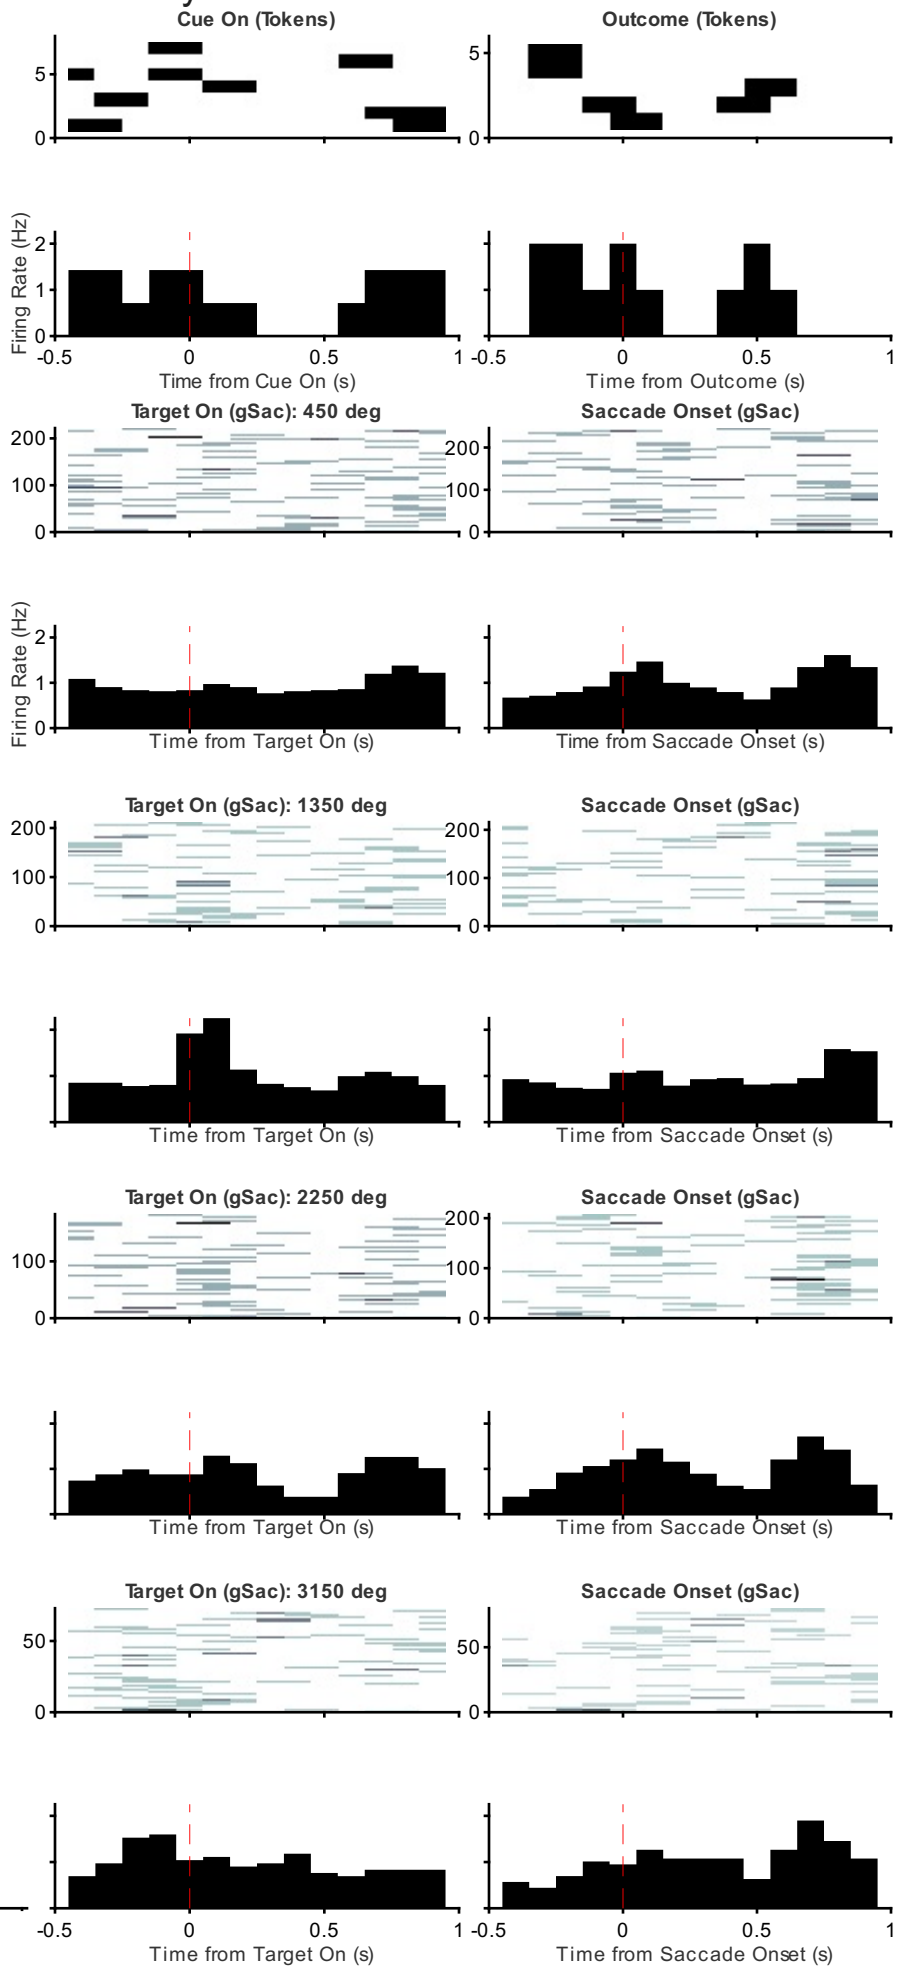 y
Cue On (Tokens) Outcome (Tokens)
5 5
0 0
Firing Rate (Hz)
2
1
0
-0.5 0 0.5 1 -0.5 0 0.5 1
Time from Cue On (s) Time from Outcome (s)
Target On (gSac): 450 deg Saccade Onset (gSac)
200 200
100 100
0 0
Firing Rate (Hz)
2
1
0
Time from Target On (s) Time from Saccade Onset (s)
Target On (gSac): 1350 deg Saccade Onset (gSac)
200 200
100 100
0 0
Time from Target On (s) Time from Saccade Onset (s)
Target On (gSac): 2250 deg Saccade Onset (gSac)
200
100 100
0 0
Time from Target On (s) Time from Saccade Onset (s)
Target On (gSac): 3150 deg Saccade Onset (gSac)
50 50
0 0
-0.5 0 0.5 1 -0.5 0 0.5 1
Time from Target On (s) Time from Saccade Onset (s)